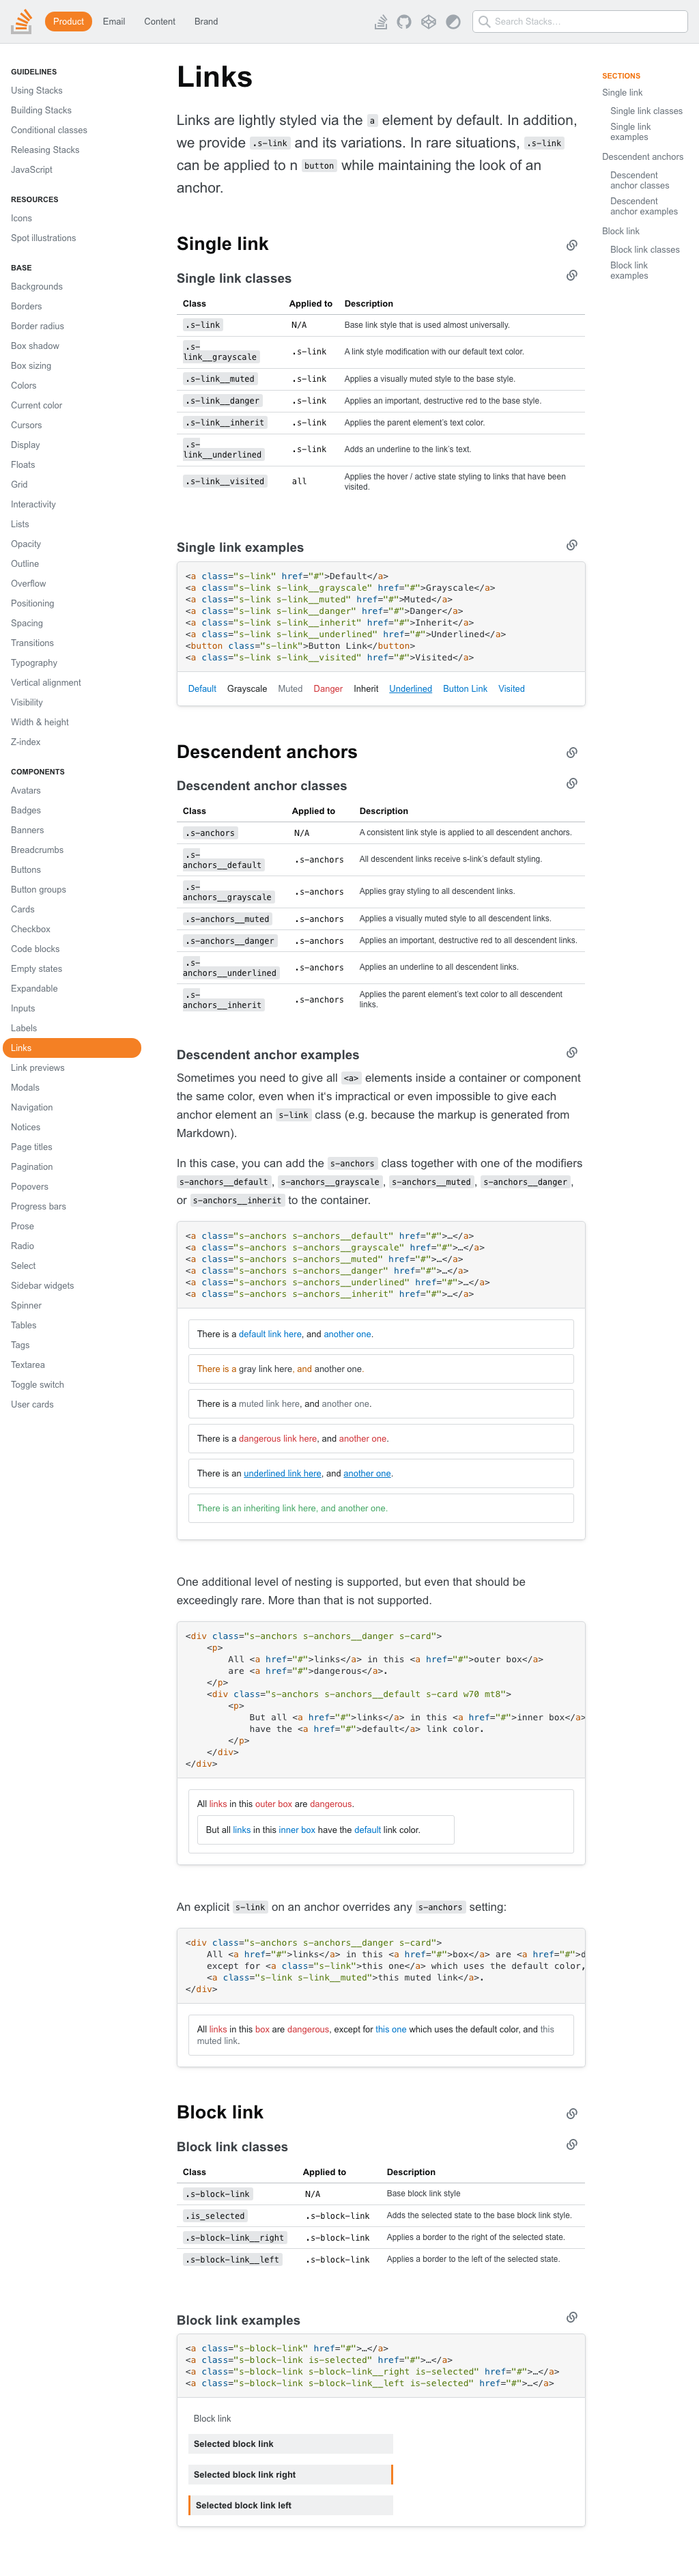 Product Email Content Brand
Search Stacks…
GUIDELINES
Using Stacks
Building Stacks
Conditional classes
Releasing Stacks
JavaScript
RESOURCES
Icons
Spot illustrations
BASE
Backgrounds
Borders
Border radius
Box shadow
Box sizing
Colors
Current color
Cursors
Display
Floats
Grid
Interactivity
Lists
Opacity
Outline
Overflow
Positioning
Spacing
Transitions
Typography
Vertical alignment
Visibility
Width & height
Z-index
COMPONENTS
Avatars
Badges
Banners
Breadcrumbs
Buttons
Button groups
Cards
Checkbox
Code blocks
Empty states
Expandable
Inputs
Labels
Links
Link previews
Modals
Navigation
Notices
Page titles
Pagination
Popovers
Progress bars
Prose
Radio
Select
Sidebar widgets
Spinner
Tables
Tags
Textarea
Toggle switch
User cards
Links
Links are lightly styled via the a element by default. In addition,
we provide .s-link and its variations. In rare situations, .s-link
can be applied to n button while maintaining the look of an
anchor.
Single link
Single link classes
Class Applied to Description
.s-link N/A Base link style that is used almost universally.
.s-
link__grayscale .s-link A link style modification with our default text color.
.s-link__muted .s-link Applies a visually muted style to the base style.
.s-link__danger .s-link Applies an important, destructive red to the base style.
.s-link__inherit .s-link Applies the parent element’s text color.
.s-
link__underlined .s-link Adds an underline to the link’s text.
.s-link__visited all Applies the hover / active state styling to links that have been
visited.
Single link examples
<a class="s-link" href="#">Default</a>
<a class="s-link s-link__grayscale" href="#">Grayscale</a>
<a class="s-link s-link__muted" href="#">Muted</a>
<a class="s-link s-link__danger" href="#">Danger</a>
<a class="s-link s-link__inherit" href="#">Inherit</a>
<a class="s-link s-link__underlined" href="#">Underlined</a>
<button class="s-link">Button Link</button>
<a class="s-link s-link__visited" href="#">Visited</a>
Default Grayscale Muted Danger Inherit Underlined Button Link Visited
Descendent anchors
Descendent anchor classes
Class Applied to Description
.s-anchors N/A A consistent link style is applied to all descendent anchors.
.s-
anchors__default .s-anchors All descendent links receive s-link’s default styling.
.s-
anchors__grayscale .s-anchors Applies gray styling to all descendent links.
.s-anchors__muted .s-anchors Applies a visually muted style to all descendent links.
.s-anchors__danger .s-anchors Applies an important, destructive red to all descendent links.
.s-
anchors__underlined .s-anchors Applies an underline to all descendent links.
.s-
anchors__inherit .s-anchors Applies the parent element’s text color to all descendent
links.
Descendent anchor examples
Sometimes you need to give all <a> elements inside a container or component
the same color, even when it’s impractical or even impossible to give each
anchor element an s-link class (e.g. because the markup is generated from
Markdown).
In this case, you can add the s-anchors class together with one of the modifiers
s-anchors__default, s-anchors__grayscale, s-anchors__muted, s-anchors__danger,
or s-anchors__inherit to the container.
<a class="s-anchors s-anchors__default" href="#">…</a>
<a class="s-anchors s-anchors__grayscale" href="#">…</a>
<a class="s-anchors s-anchors__muted" href="#">…</a>
<a class="s-anchors s-anchors__danger" href="#">…</a>
<a class="s-anchors s-anchors__underlined" href="#">…</a>
<a class="s-anchors s-anchors__inherit" href="#">…</a>
There is a default link here, and another one.
There is a gray link here, and another one.
There is a muted link here, and another one.
There is a dangerous link here, and another one.
There is an underlined link here, and another one.
There is an inheriting link here, and another one.
One additional level of nesting is supported, but even that should be
exceedingly rare. More than that is not supported.
<div class="s-anchors s-anchors__danger s-card">
<p>
All <a href="#">links</a> in this <a href="#">outer box</a>
are <a href="#">dangerous</a>.
</p>
<div class="s-anchors s-anchors__default s-card w70 mt8">
<p>
But all <a href="#">links</a> in this <a href="#">inner box</a>
have the <a href="#">default</a> link color.
</p>
</div>
</div>
All links in this outer box are dangerous.
But all links in this inner box have the default link color.
An explicit s-link on an anchor overrides any s-anchors setting:
<div class="s-anchors s-anchors__danger s-card">
All <a href="#">links</a> in this <a href="#">box</a> are <a href="#">d
except for <a class="s-link">this one</a> which uses the default color,
<a class="s-link s-link__muted">this muted link</a>.
</div>
All links in this box are dangerous, except for this one which uses the default color, and this
muted link.
Block link
Block link classes
Class Applied to Description
.s-block-link N/A Base block link style
.is_selected .s-block-link Adds the selected state to the base block link style.
.s-block-link__right .s-block-link Applies a border to the right of the selected state.
.s-block-link__left .s-block-link Applies a border to the left of the selected state.
Block link examples
<a class="s-block-link" href="#">…</a>
<a class="s-block-link is-selected" href="#">…</a>
<a class="s-block-link s-block-link__right is-selected" href="#">…</a>
<a class="s-block-link s-block-link__left is-selected" href="#">…</a>
Block link
Selected block link
Selected block link right
Selected block link left
SECTIONS
Single link
Single link classes
Single link
examples
Descendent anchors
Descendent
anchor classes
Descendent
anchor examples
Block link
Block link classes
Block link
examples